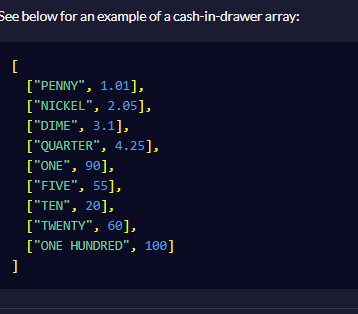 See below for an example of a cash-in-drawer array:
[
["PENNY", 1.01],
["NICKEL", 2.05],
["DIME", 3.1],
["QUARTER", 4.25],
["ONE", 90],
["FIVE", 55],
["TEN", 20],
["TWENTY", 60],
["ONE HUNDRED", 100]
]